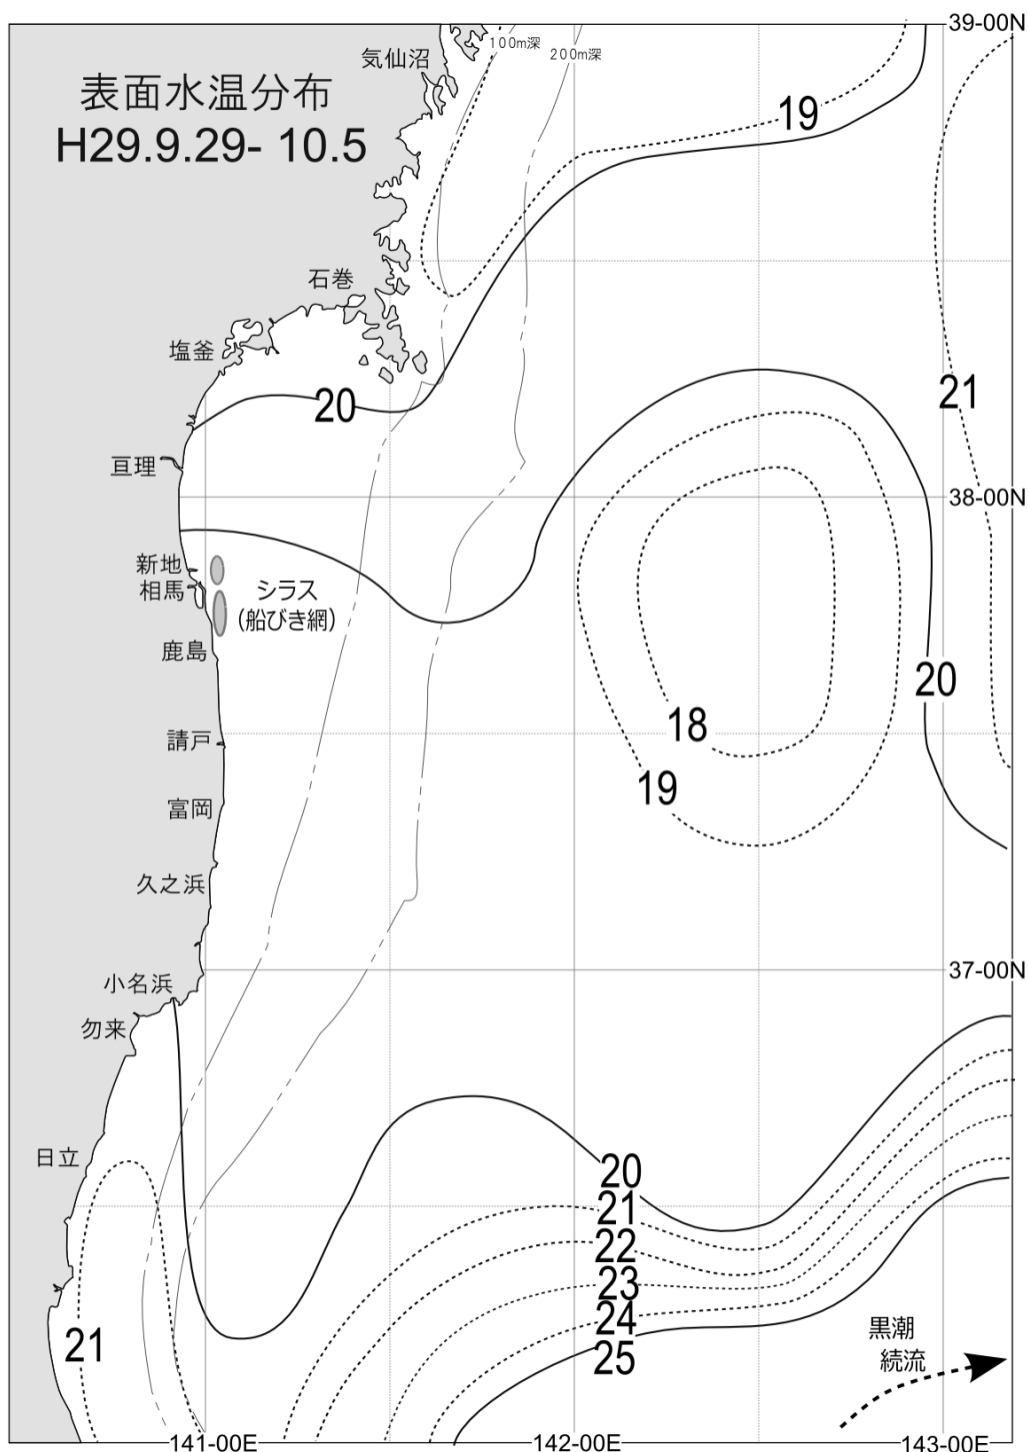 39-00N
100m深
200m深
気仙沼
表面水温分布
H29.9.29- 10.5
19
石巻
塩釜
20
21
亘理
38-00N
新地
相馬
シラス
(船びき網)
鹿島
20
18
請戸
19
富岡
久之浜
37-00N
小名浜
勿来
日立
20
21
22
23
24
25
21
黒潮
続流
141-00E
142-00E
143-00E